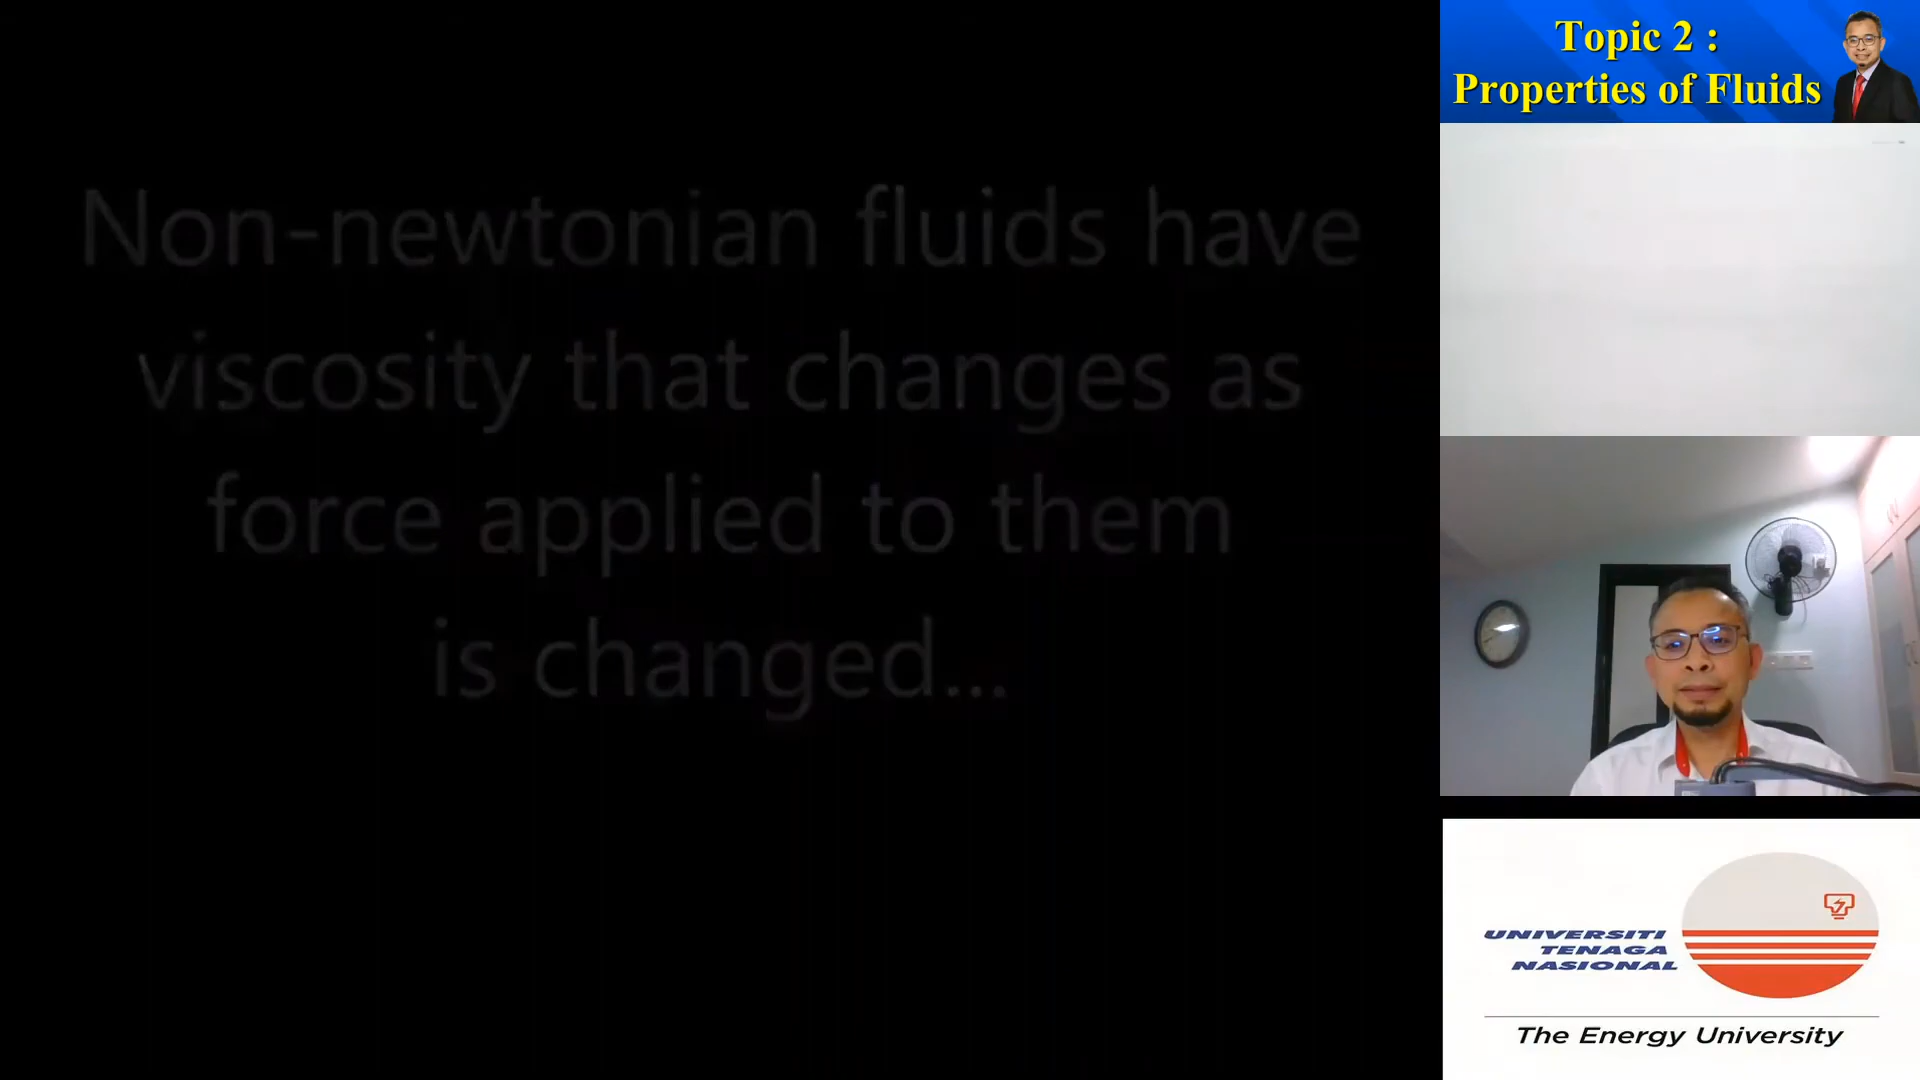 Non-newtonian fluids have
viscosity that changes as
force applied to them
is changed...
Topic 2 :
Properties of Fluids
UNIVERSITI
TENAGA
NASIONAL
The Energy University